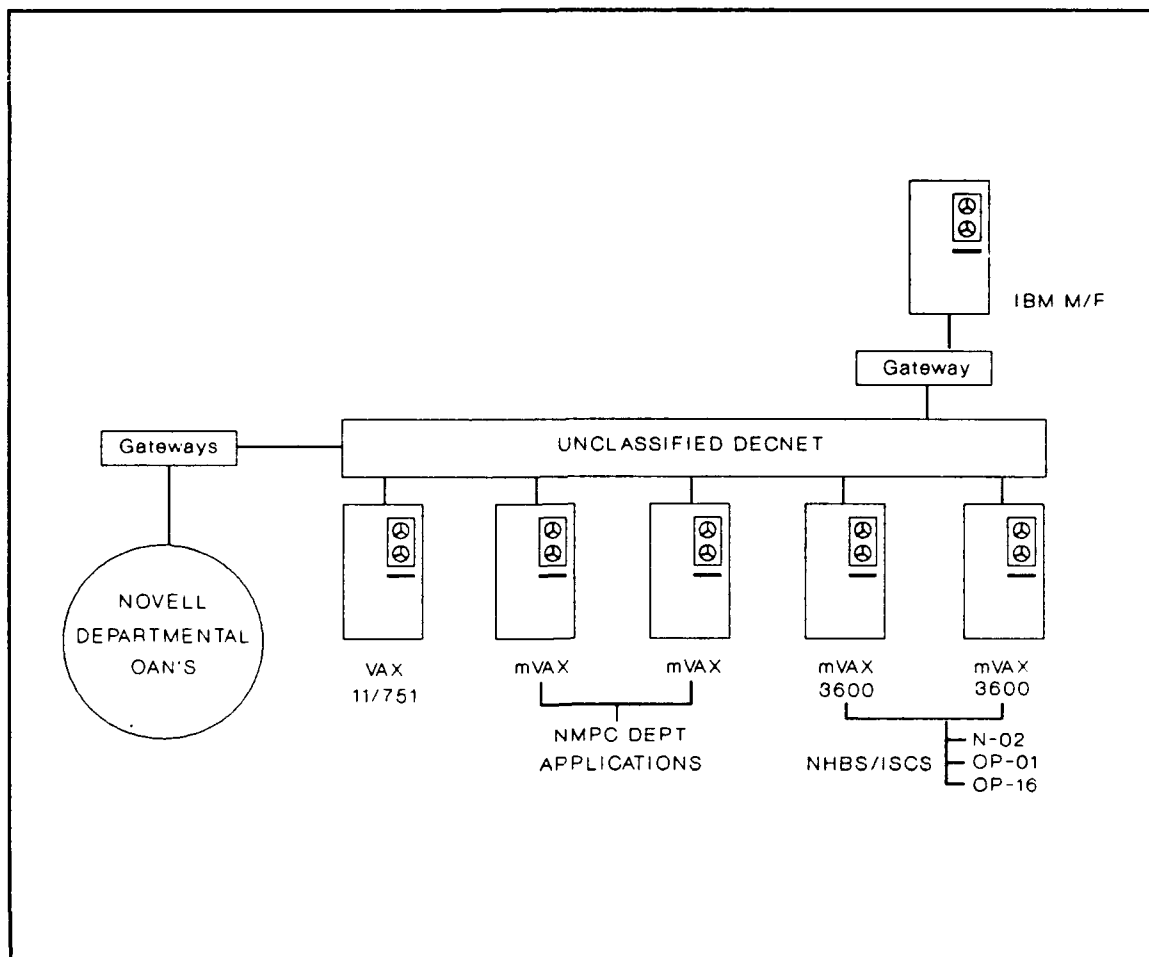 IBM M/F
Gateway
UNCLASSIFIED DECNET
Gateways
NOVELL
DEPARTMENTAL
OAN'S
VAX
11/751
mVAX
mVAX
mVAX
3600
mVAX
3600
NMPC DEPT
APPLICATIONS
NHBS/ISCS
N-02
OP-01
OP-16